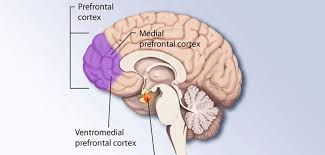 Prefrontal
cortex
Medial
prefrontal cortex
Ventromedial
prefrontal cortex